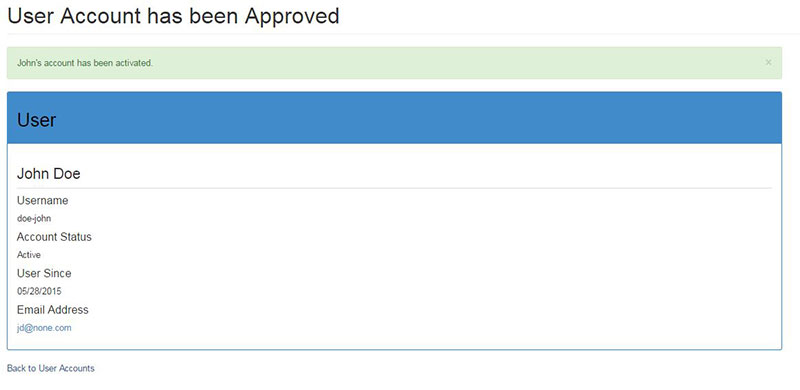 User Account has been Approved
John's account has been activated.
×
User
John Doe
Username
doe-john
Account Status
Active
User Since
05/28/2015
Email Address
jd@none.com
Back to User Accounts